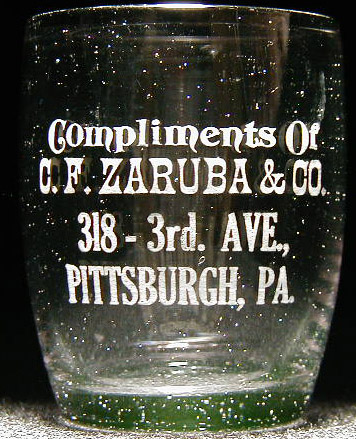 Compliments Of
C. F. ZARUBA & CO.
318 - 3rd. AVE.,
PITTSBURGH, PA.